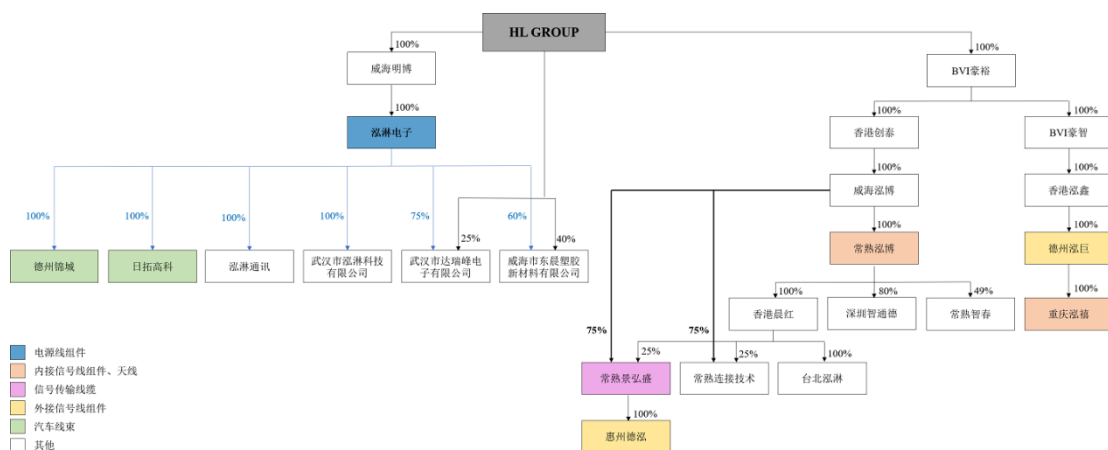 HL GROUP
100%
100%
威海明博
BVI豪裕
100%
100%
100%
泓淋电子
香港创泰
BVI豪智
100%
100%
威海泓博
香港泓鑫
100%
100%
100%
100%
75%
60%
25%
40%
100%
100%
德州锦城
日拓高科
泓淋通讯
武汉市泓淋科技
有限公司
武汉市达瑞峰电
子有限公司
威海市东晨塑胶
新材料有限公司
常熟泓博
德州泓巨
100%
80%
49%
100%
香港晨红
深圳智通德
常熟智春
重庆泓禧
75%
75%
25%
25%
100%
常熟景弘盛
常熟连接技术
台北泓淋
100%
惠州德泓
电源线组件
内接信号线组件、天线
信号传输线缆
外接信号线组件
汽车线束
其他